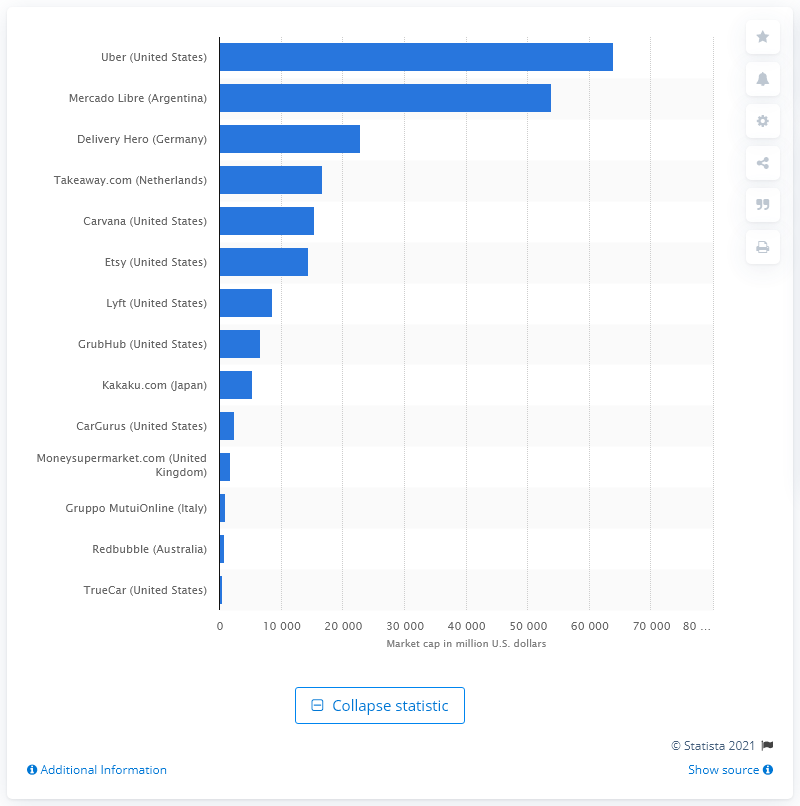 Uber (United States)
Mercado Libre (Argentina)
Delivery Hero (Germany)
Takeaway.com (Netherlands)
Carvana (United States)
Etsy (United States)
Lyft (United States)
GrubHub (United States)
Kakaku.com (Japan)
CarGurus (United States)
Moneysupermarket.com (United
Kingdom)
Gruppo MutuiOnline (Italy)
Redbubble (Australia)
TrueCar (United States)
0 10 000 20 000 30 000 40 000 50 000 60 000 70 000 80 …
Market cap in million U.S. dollars
Collapse statistic
© Statista 2021
Additional Information
Show source